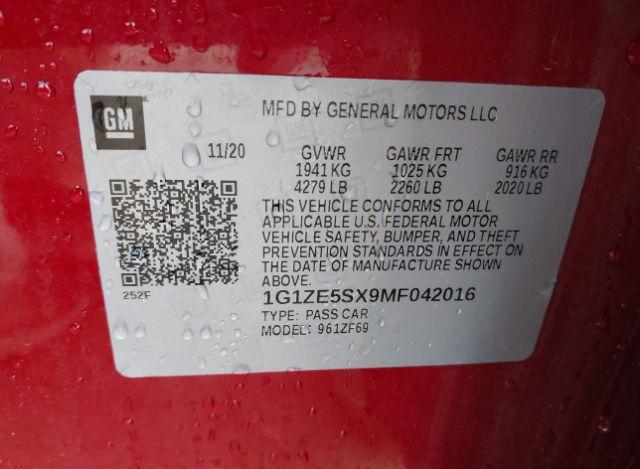 GM
MFD BY GENERAL MOTORS LLC
11/20 GVWR GAWR FRT GAWR RR
1941 KG 1025 KG 916 KG
4279 LB 2260 LB 2020 LB
THIS VEHICLE CONFORMS TO ALL
APPLICABLE U.S. FEDERAL MOTOR
VEHICLE SAFETY, BUMPER, AND THEFT
PREVENTION STANDARDS IN EFFECT ON
THE DATE OF MANUFACTURE SHOWN
ABOVE.
252F
1G1ZE5SX9MF042016
TYPE: PASS CAR
MODEL: 961ZF69